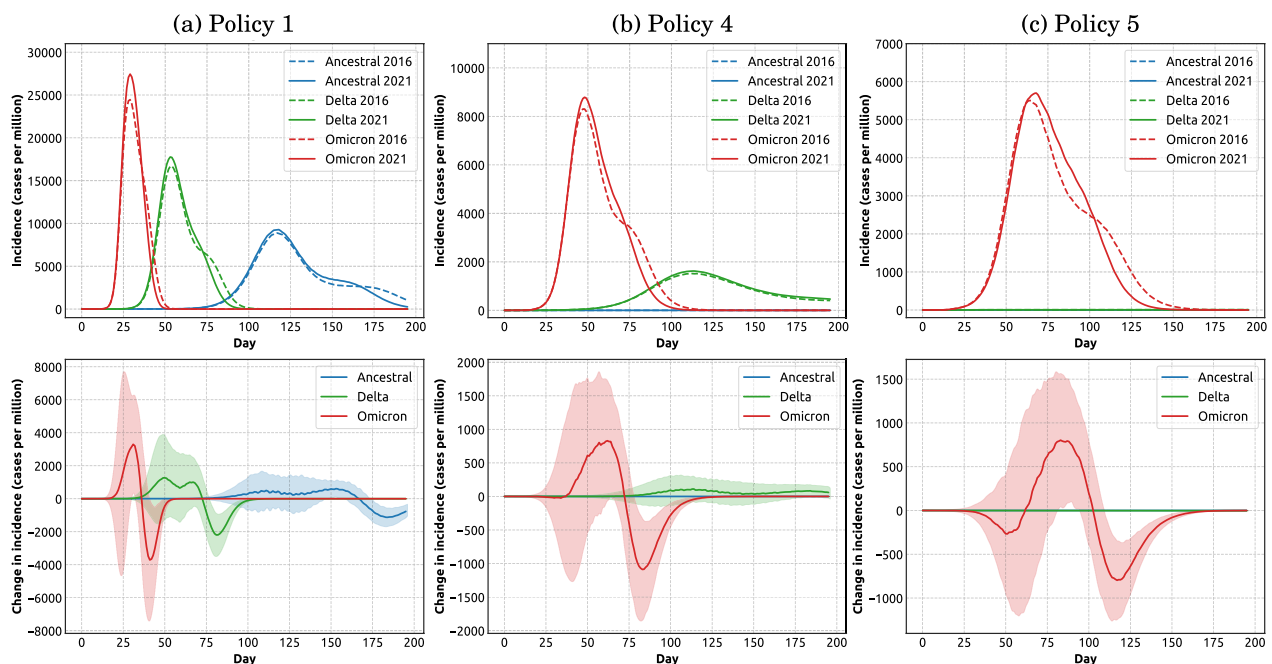 (a) Policy 1
(b) Policy 4
(c) Policy 5
Incidence (cases per million)
30000
25000
20000
15000
10000
5000
0
0 25 50 75 100 125 150 175 200
Day
Ancestral 2016
Ancestral 2021
Delta 2016
Delta 2021
Omicron 2016
Omicron 2021
Incidence (cases per million)
10000
8000
6000
4000
2000
0
0 25 50 75 100 125 150 175 200
Day
Ancestral 2016
Ancestral 2021
Delta 2016
Delta 2021
Omicron 2016
Omicron 2021
Incidence (cases per million)
7000
6000
5000
4000
3000
2000
1000
0
0 25 50 75 100 125 150 175 200
Day
Ancestral 2016
Ancestral 2021
Delta 2016
Delta 2021
Omicron 2016
Omicron 2021
Change in incidence (cases per million)
8000
6000
4000
2000
0
−2000
−4000
−6000
−8000
0 25 50 75 100 125 150 175 200
Day
Ancestral
Delta
Omicron
Change in incidence (cases per million)
2000
1500
1000
500
0
−500
−1000
−1500
−2000
0 25 50 75 100 125 150 175 200
Day
Ancestral
Delta
Omicron
Change in incidence (cases per million)
1500
1000
500
0
−500
−1000
0 25 50 75 100 125 150 175 200
Day
Ancestral
Delta
Omicron